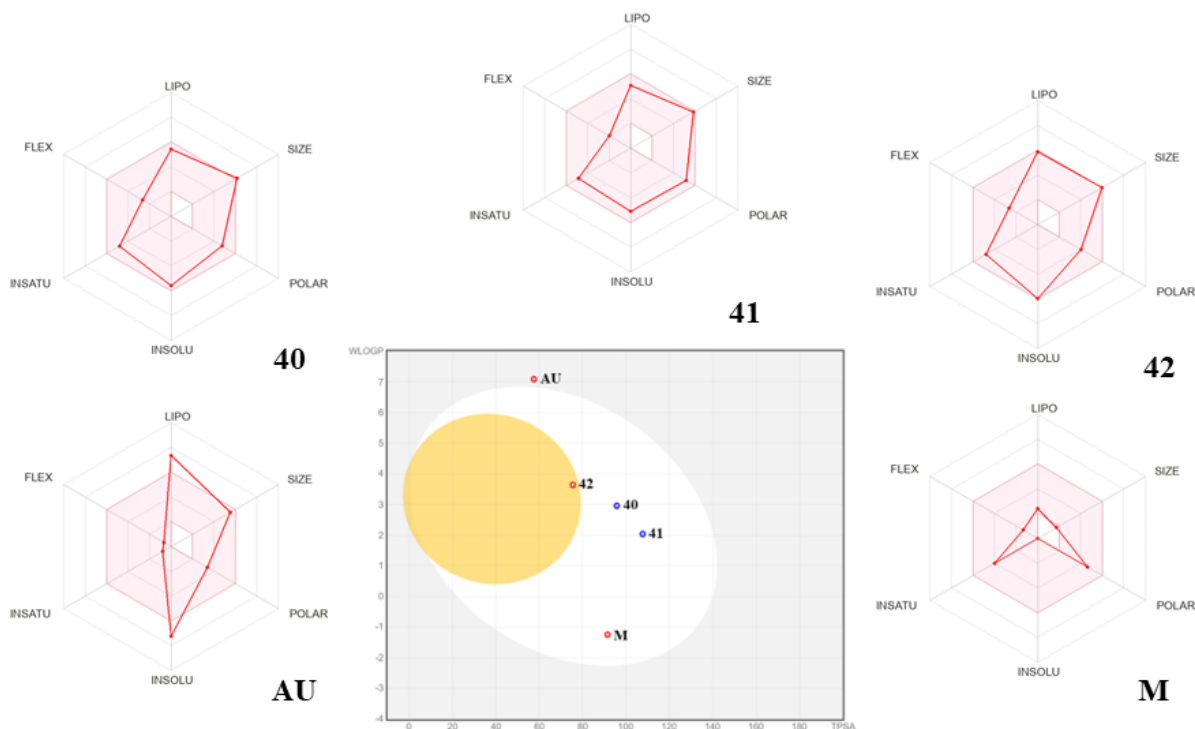 LIPO
FLEX
SIZE
INSATU
POLAR
INSOLU
40
LIPO
FLEX
SIZE
INSATU
POLAR
INSOLU
41
LIPO
FLEX
SIZE
INSATU
POLAR
INSOLU
42
LIPO
FLEX
SIZE
INSATU
POLAR
INSOLU
AU
WLOGP
7
6
5
4
3
2
1
0
-1
-2
-3
-4
AU
42
40
41
M
0 20 40 60 80 100 120 140 160 180 TPSA
LIPO
FLEX
SIZE
INSATU
POLAR
INSOLU
M